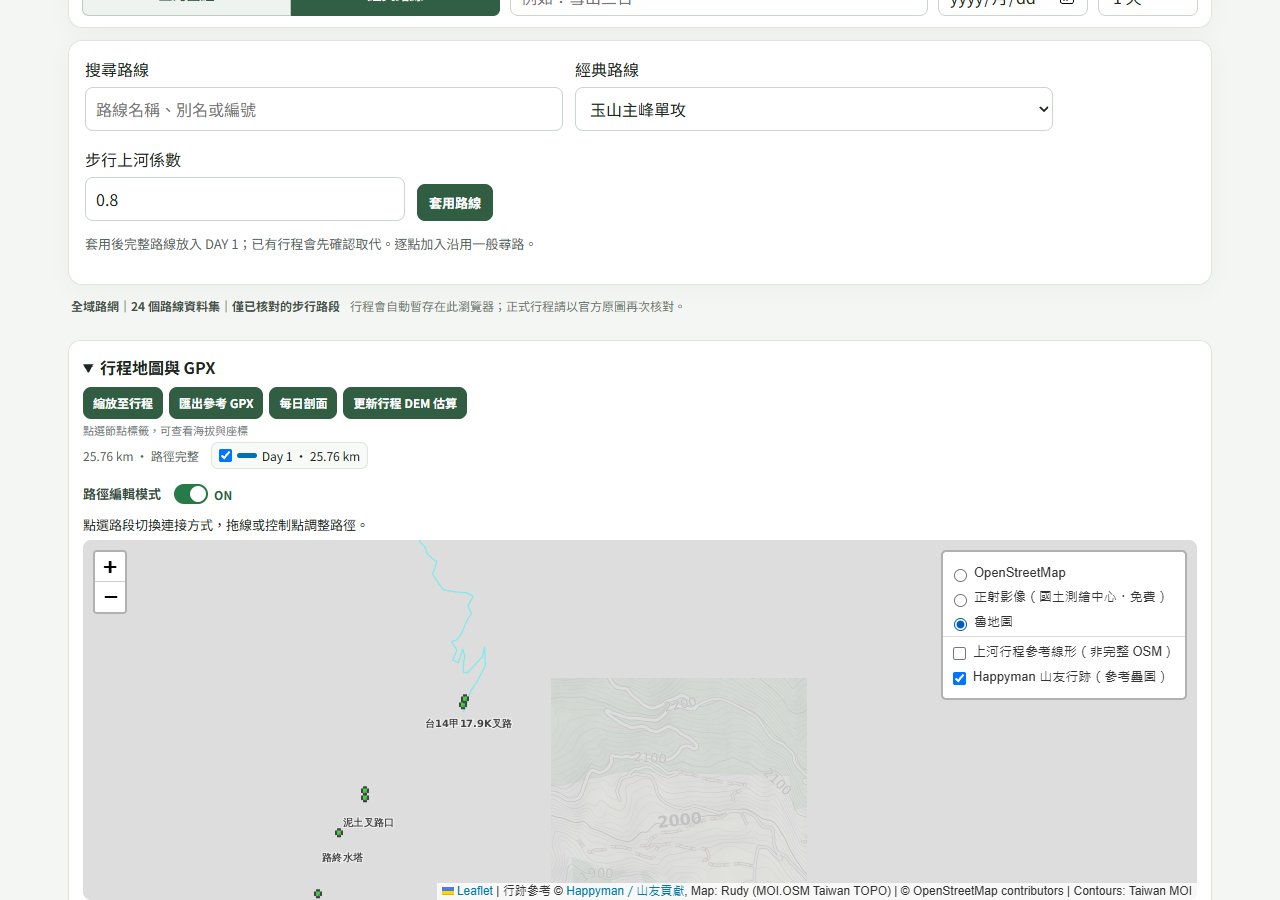 搜尋路線
經典路線
路線名稱、別名或編號
玉山主峰單攻
步行上河係數
0.8
套用路線
套用後完整路線放入 DAY 1；已有行程會先確認取代。逐點加入沿用一般尋路。
全域路網｜24 個路線資料集｜僅已核對的步行路段 行程會自動暫存在此瀏覽器；正式行程請以官方原圖再次核對。
▼ 行程地圖與 GPX
縮放至行程
匯出參考 GPX
每日剖面
更新行程 DEM 估算
點選節點標籤，可查看海拔與座標
25.76 km · 路徑完整
Day 1 · 25.76 km
路徑編輯模式
ON
點選路段切換連接方式，拖線或控制點調整路徑。
+
−
OpenStreetMap
正射影像（國土測繪中心．免費）
魯地圖
上河行程參考線形（非完整 OSM）
Happyman 山友行跡（參考疊圖）
台14甲17.9K叉路
2200
2100
2100
2000
1900
泥土叉路口
路終水塔
Leaflet | 行跡參考 © Happyman / 山友貢獻, Map: Rudy (MOI.OSM Taiwan TOPO) | © OpenStreetMap contributors | Contours: Taiwan MOI